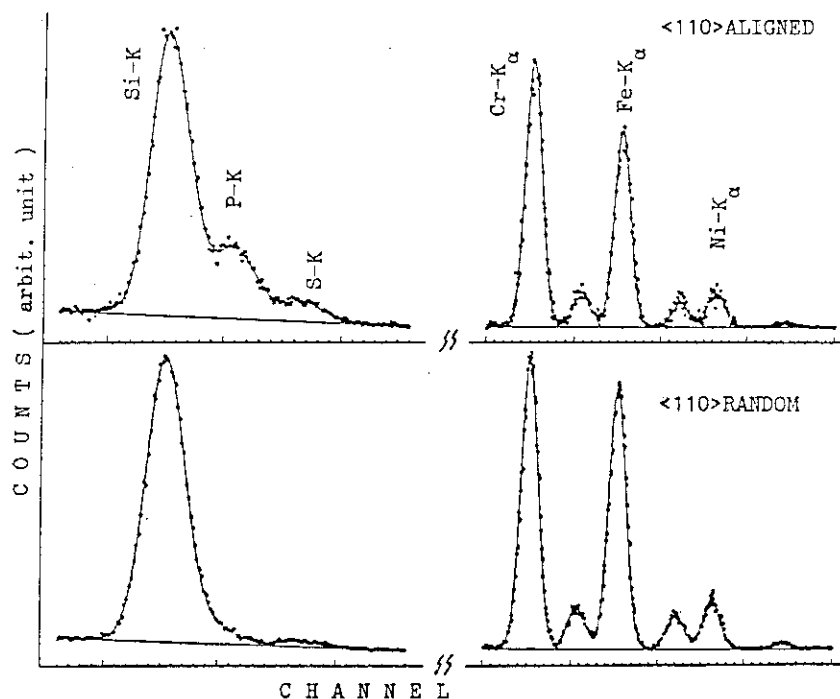 <110>ALIGNED
Si-K
P-K
S-K
Cr-Kα
Fe-Kα
Ni-Kα
<110>RANDOM
COUNTS ( arbit. unit )
CHANNEL